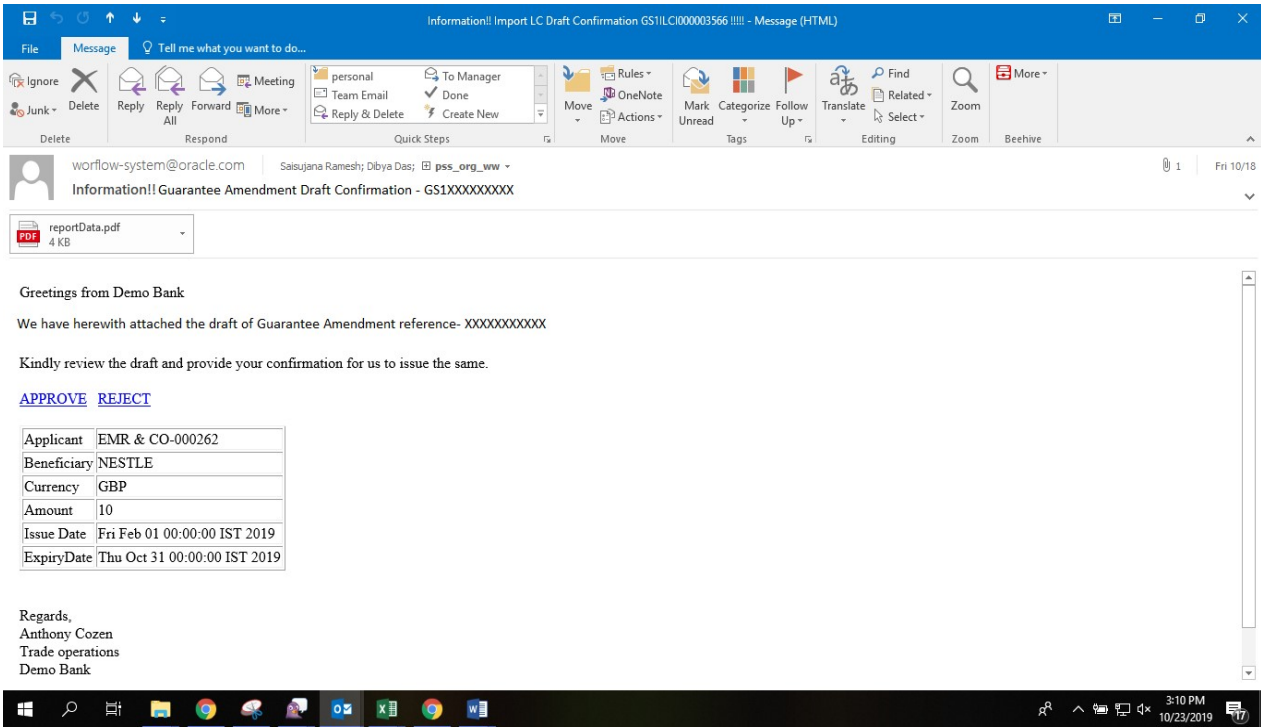 Information!! Import LC Draft Confirmation GS1ILCI000003566 !!!!! - Message (HTML)
File Message Tell me what you want to do...
Ignore
Junk
Delete
Reply
Reply All
Forward
Meeting
More
personal
Team Email
Reply & Delete
To Manager
Done
Create New
Move
Rules
OneNote
Actions
Mark Unread
Categorize
Follow Up
Translate
Find
Related
Select
Zoom
More
Delete Respond Quick Steps Move Tags Editing Zoom Beehive
worflow-system@oracle.com Saisujana Ramesh; Dibya Das; pss_org_ww 1 Fri 10/18
Information!! Guarantee Amendment Draft Confirmation - GS1XXXXXXXXX
PDF
reportData.pdf
4 KB
Greetings from Demo Bank
We have herewith attached the draft of Guarantee Amendment reference- XXXXXXXXXXX
Kindly review the draft and provide your confirmation for us to issue the same.
APPROVE REJECT
Applicant EMR & CO-000262
Beneficiary NESTLE
Currency GBP
Amount 10
Issue Date Fri Feb 01 00:00:00 IST 2019
ExpiryDate Thu Oct 31 00:00:00 IST 2019
Regards,
Anthony Cozen
Trade operations
Demo Bank
3:10 PM
10/23/2019
17